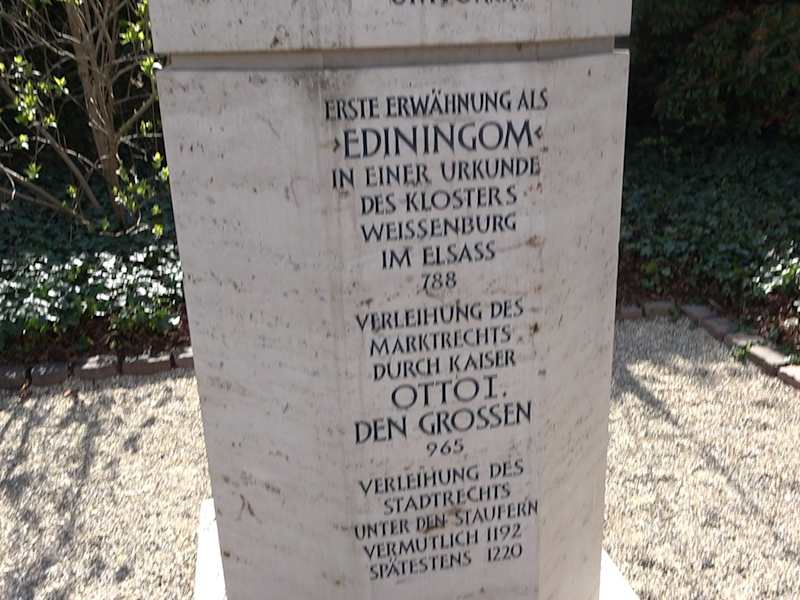 ERSTE ERWÄHNUNG ALS
›EDININGOM‹
IN EINER URKUNDE
DES KLOSTERS
WEISSENBURG
IM ELSASS
788
VERLEIHUNG DES
MARKTRECHTS
DURCH KAISER
OTTO I.
DEN GROSSEN
965
VERLEIHUNG DES
STADTRECHTS
UNTER DEN STAUFERN
VERMUTLICH 1192
SPÄTESTENS 1220